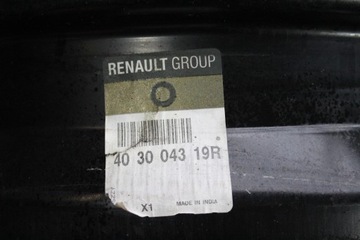 RENAULT GROUP
40 30 043 19R
X1 MADE IN INDIA